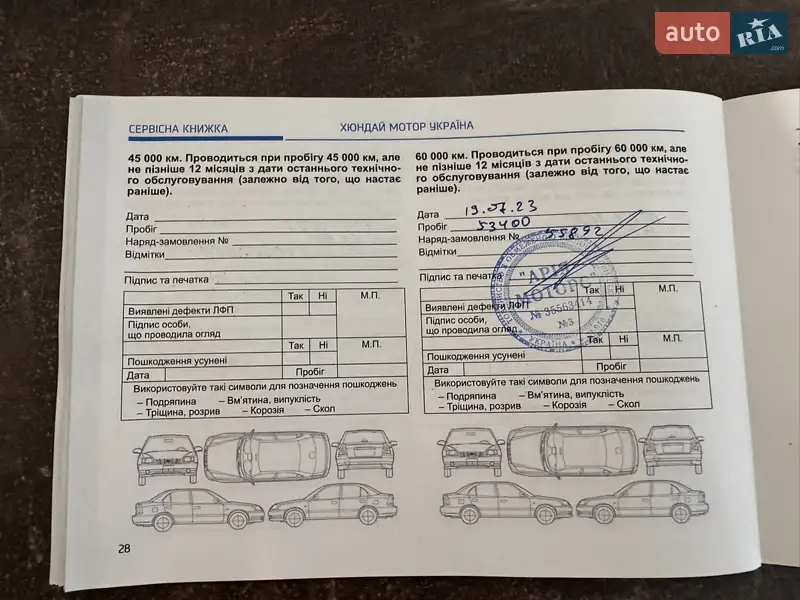 auto RIA .com
СЕРВІСНА КНИЖКА
ХЮНДАЙ МОТОР УКРАЇНА
45 000 км. Проводиться при пробігу 45 000 км, але
не пізніше 12 місяців з дати останнього технічно-
го обслуговування (залежно від того, що настає
раніше).
Дата
Пробіг
Наряд-замовлення №
Відмітки
Підпис та печатка
Так Ні М.П.
Виявлені дефекти ЛФП
Підпис особи,
що проводила огляд
Так Ні М.П.
Пошкодження усунені
Дата Пробіг
Використовуйте такі символи для позначення пошкоджень
– Подряпина – Вм'ятина, випуклість
– Тріщина, розрив – Корозія – Скол
60 000 км. Проводиться при пробігу 60 000 км, але
не пізніше 12 місяців з дати останнього технічно-
го обслуговування (залежно від того, що настає
раніше).
Дата 19.07.23
Пробіг 53400
Наряд-замовлення № 55892
Відмітки
Підпис та печатка
"АРІЯ
МОТОРС"
№ 35563414
№3
УКРАЇНА
Так Ні М.П.
Виявлені дефекти ЛФП
Підпис особи,
що проводила огляд
Так Ні М.П.
Пошкодження усунені
Дата Пробіг
Використовуйте такі символи для позначення пошкоджень
– Подряпина – Вм'ятина, випуклість
– Тріщина, розрив – Корозія – Скол
28